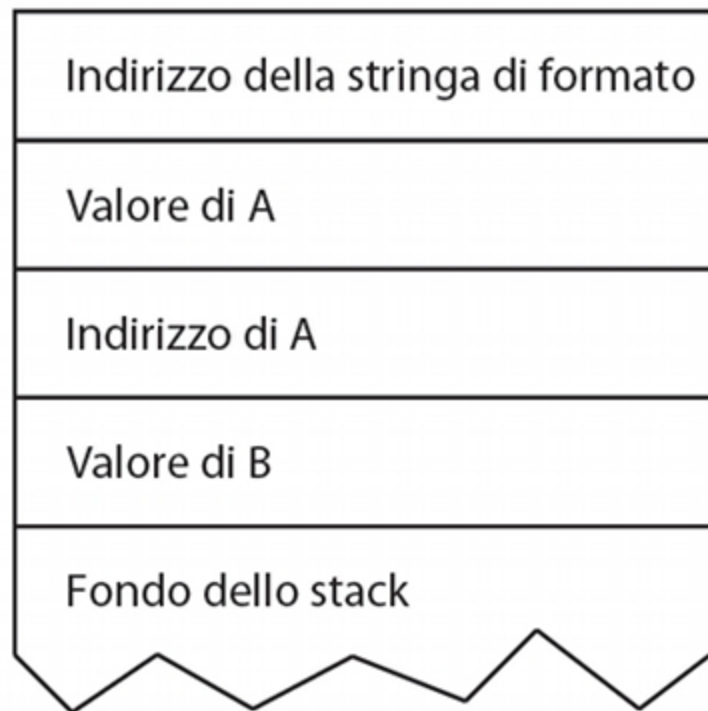 Indirizzo della stringa di formato
Valore di A
Indirizzo di A
Valore di B
Fondo dello stack